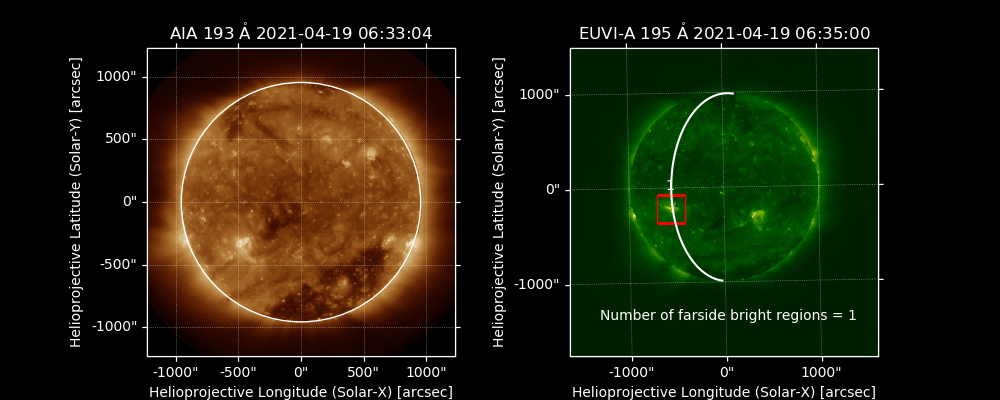 AIA 193 Å 2021-04-19 06:33:04
Helioprojective Latitude (Solar-Y) [arcsec]
1000"
500"
0"
-500"
-1000"
-1000" -500" 0" 500" 1000"
Helioprojective Longitude (Solar-X) [arcsec]
EUVI-A 195 Å 2021-04-19 06:35:00
Helioprojective Latitude (Solar-Y) [arcsec]
1000"
0"
-1000"
1
Number of farside bright regions = 1
-1000" 0" 1000"
Helioprojective Longitude (Solar-X) [arcsec]